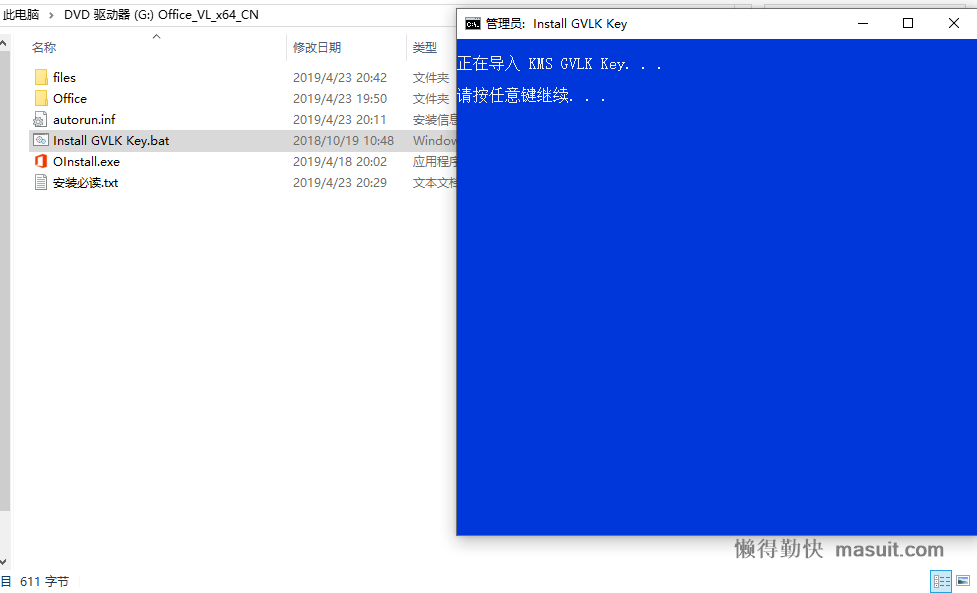 此电脑 › DVD 驱动器 (G:) Office_VL_x64_CN
名称 修改日期 类型
files 2019/4/23 20:42 文件夹
Office 2019/4/23 19:50 文件夹
autorun.inf 2019/4/23 20:11 安装信息
Install GVLK Key.bat 2018/10/19 10:48 Window
OInstall.exe 2019/4/18 20:02 应用程序
安装必读.txt 2019/4/23 20:29 文本文档
管理员: Install GVLK Key
正在导入 KMS GVLK Key. . .
请按任意键继续. . .
懒得勤快 masuit.com
目 611 字节